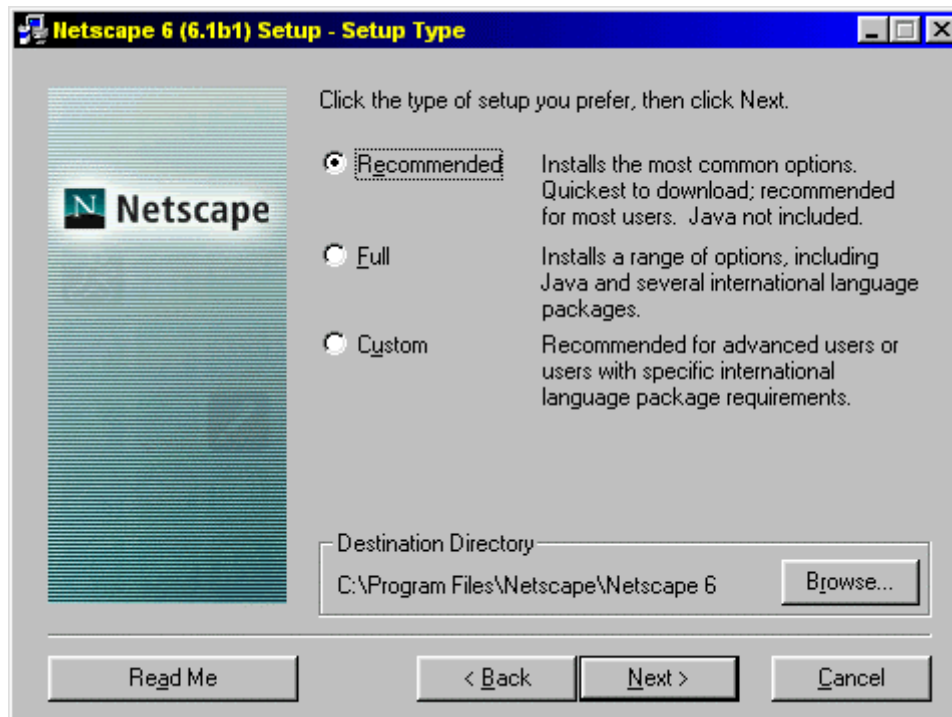 Netscape 6 (6.1b1) Setup - Setup Type
Click the type of setup you prefer, then click Next.
N Netscape
Recommended
Installs the most common options.
Quickest to download; recommended
for most users. Java not included.
Full
Installs a range of options, including
Java and several international language
packages.
Custom
Recommended for advanced users or
users with specific international
language package requirements.
Destination Directory
C:\Program Files\Netscape\Netscape 6
Browse...
Read Me
< Back
Next >
Cancel